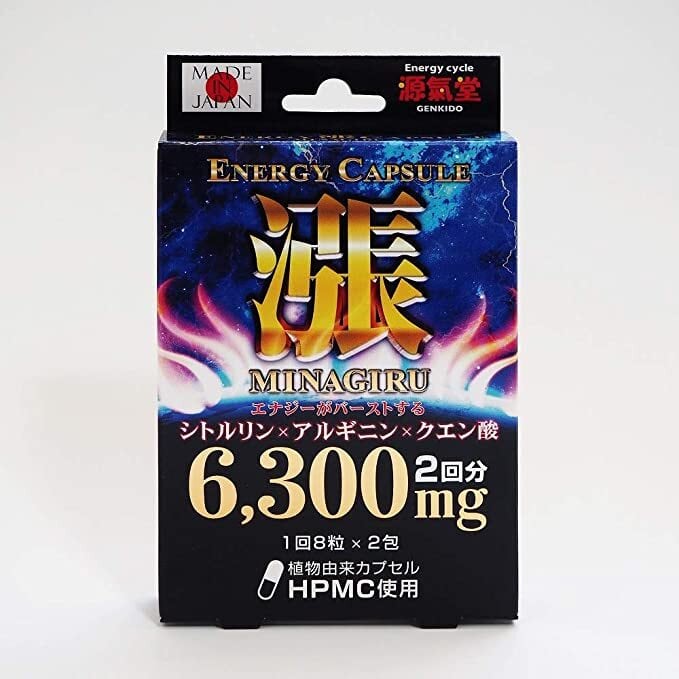 MADE
IN
JAPAN
Energy cycle
源氣堂
GENKIDO
ENERGY CAPSULE
ENERGY CAPSULE
漲
MINAGIRU
エナジーがバーストする
シトルリン×アルギニン×クエン酸
6,300mg
2回分
1回8粒×2包
植物由来カプセル
HPMC使用